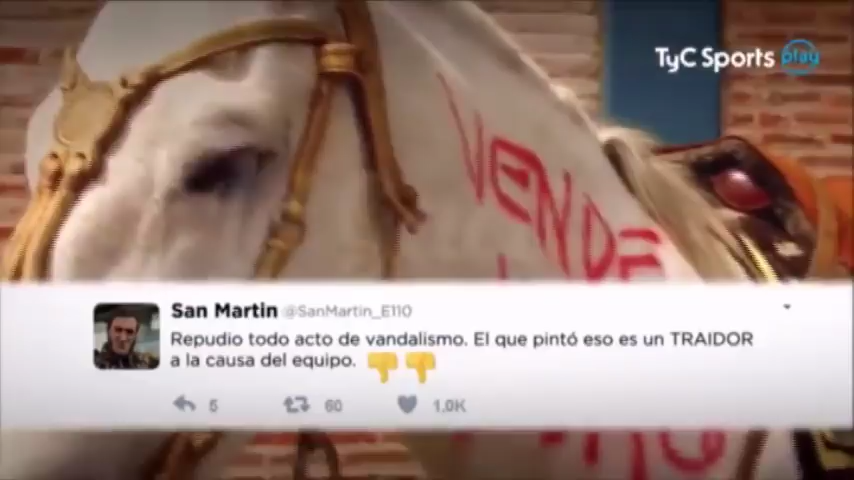 TyC Sports play
VENDE
San Martin @SanMartin_E110
Repudio todo acto de vandalismo. El que pintó eso es un TRAIDOR
a la causa del equipo.
5 60 1.0K